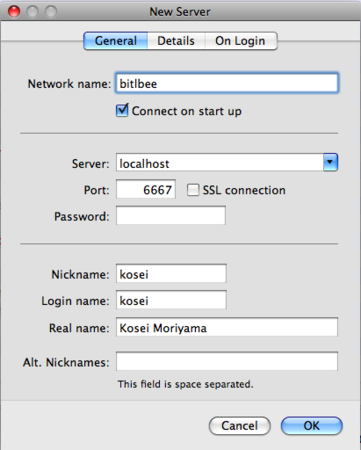 New Server
General Details On Login
Network name: bitlbee
Connect on start up
Server: localhost
Port: 6667 SSL connection
Password:
Nickname: kosei
Login name: kosei
Real name: Kosei Moriyama
Alt. Nicknames:
This field is space separated.
Cancel OK